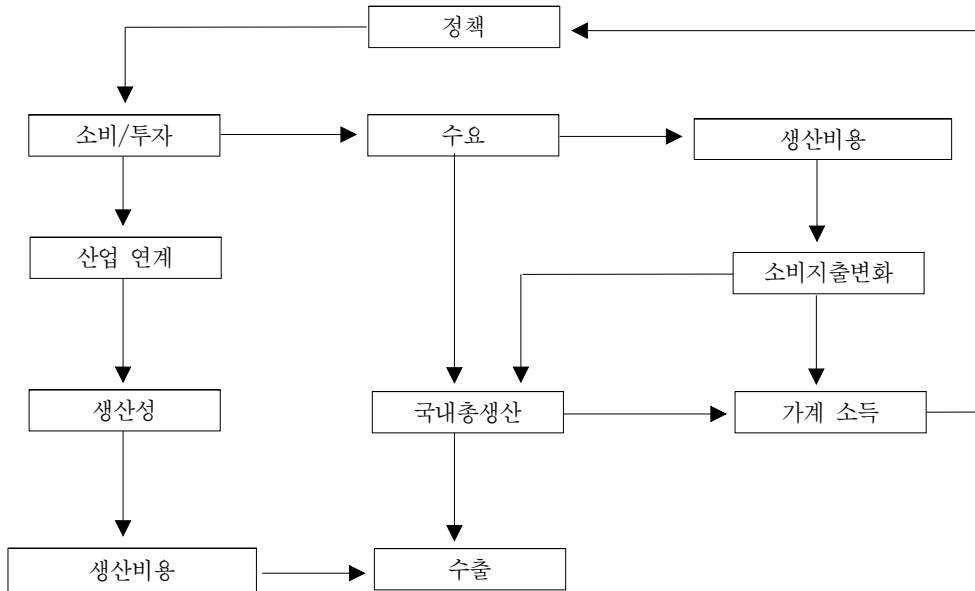 정책
소비/투자
수요
생산비용
산업 연계
소비지출변화
생산성
국내총생산
가계 소득
생산비용
수출